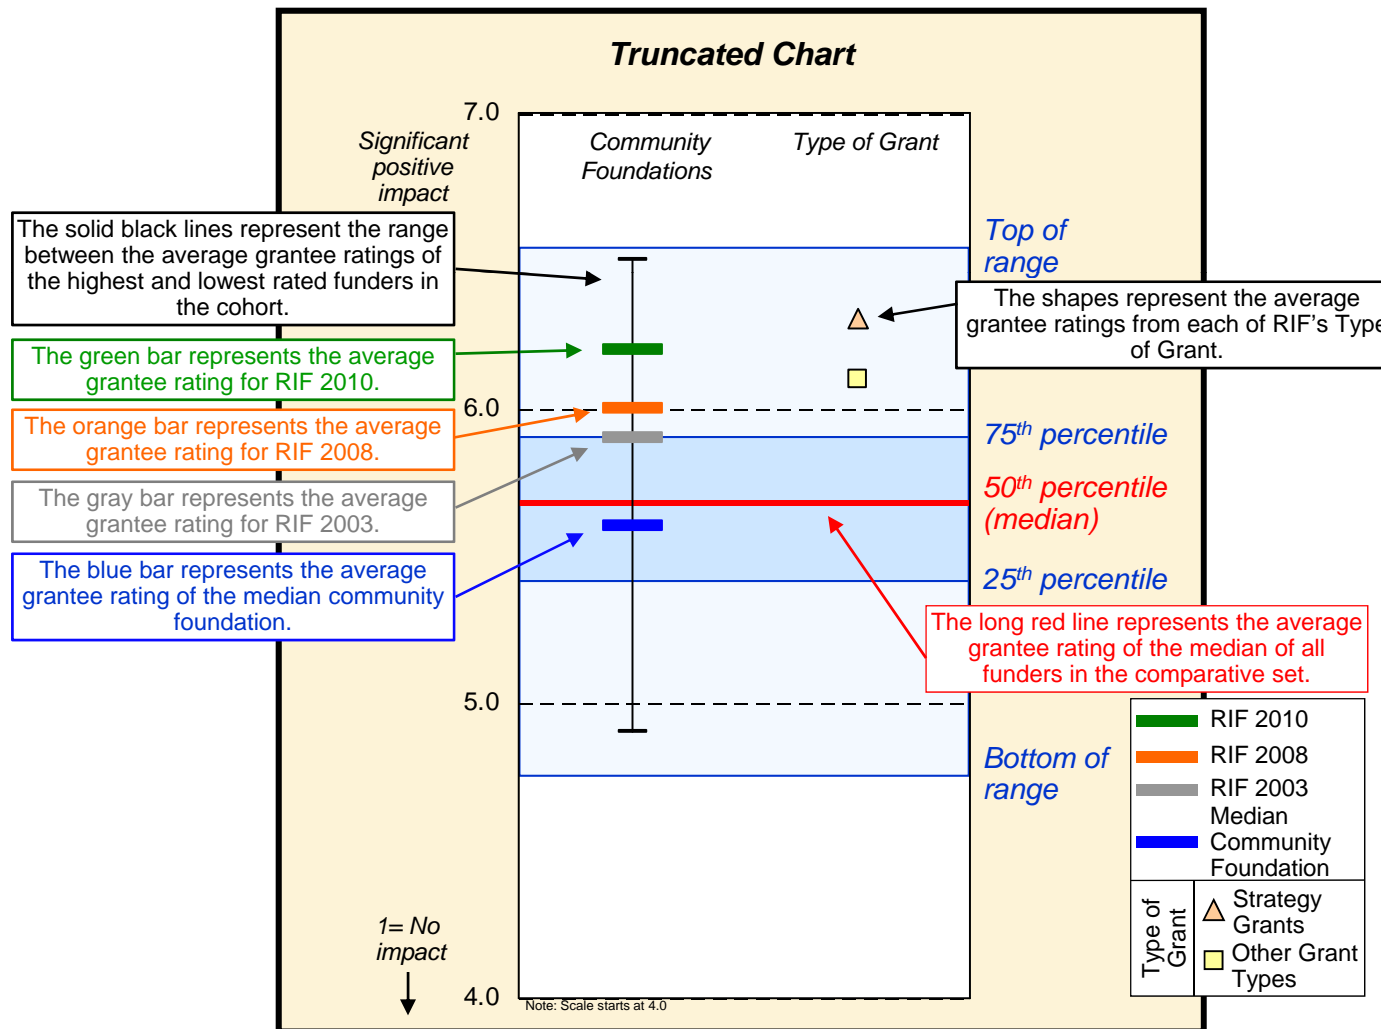 Truncated Chart
7.0
Significant
positive
impact
Community
Foundations
Type of Grant
The solid black lines represent the range
between the average grantee ratings of
the highest and lowest rated funders in
the cohort.
Top of
range
The shapes represent the average
grantee ratings from each of RIF's Type
of Grant.
The green bar represents the average
grantee rating for RIF 2010.
6.0
The orange bar represents the average
grantee rating for RIF 2008.
75th percentile
The gray bar represents the average
grantee rating for RIF 2003.
50th percentile
(median)
The blue bar represents the average
grantee rating of the median community
foundation.
25th percentile
The long red line represents the average
grantee rating of the median of all
funders in the comparative set.
5.0
Bottom of
range
RIF 2010
RIF 2008
RIF 2003
Median
Community
Foundation
Type of
Grant
Strategy
Grants
Other Grant
Types
1= No
impact
4.0
Note: Scale starts at 4.0